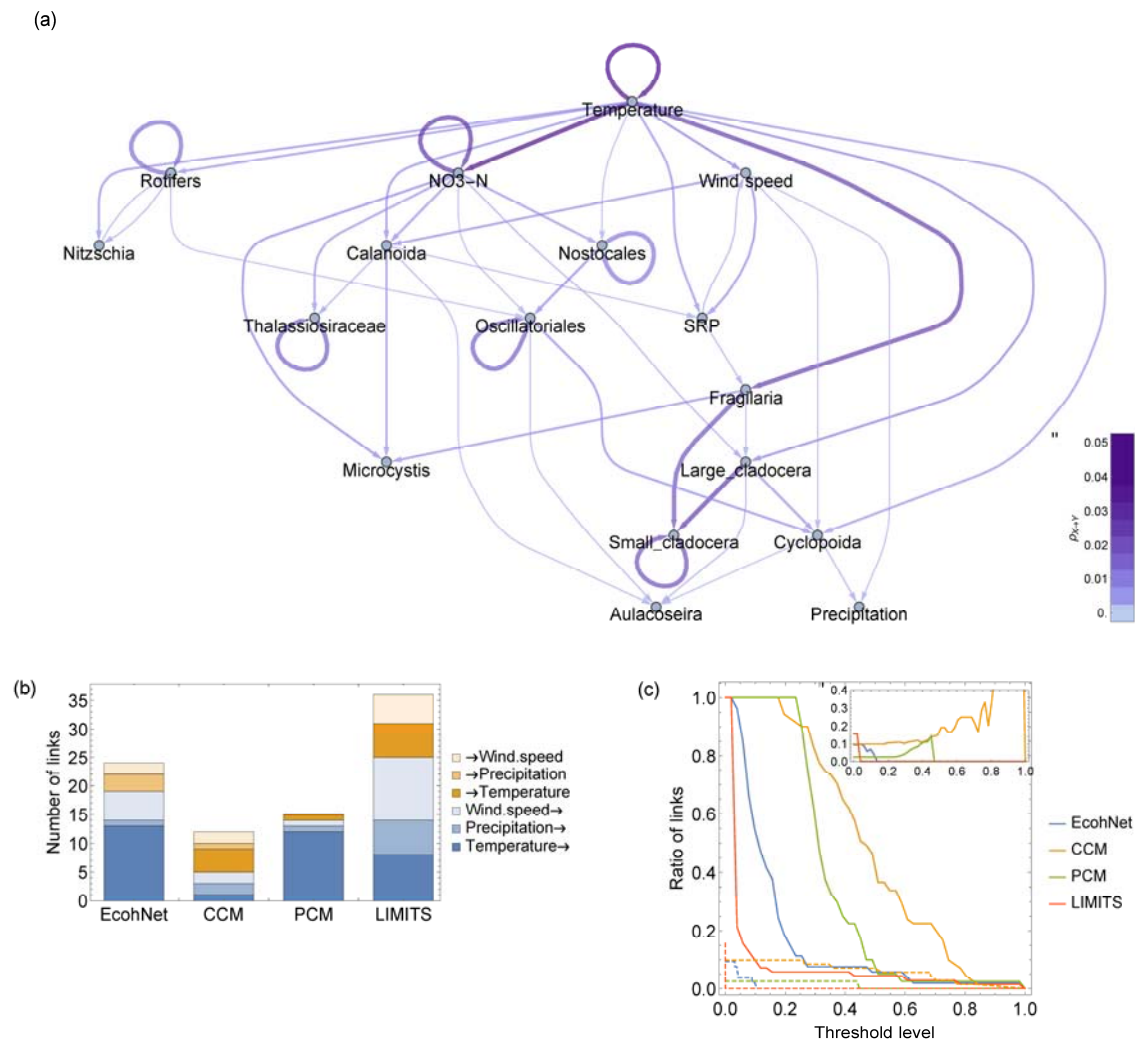 (a)
Temperature
Rotifers
NO3-N
Wind speed
Nitzschia
Calanoida
Nostocales
Thalassiosiraceae
Oscillatoriales
SRP
Fragilaria
Microcystis
Large_cladocera
Small_cladocera
Cyclopoida
Aulacoseira
Precipitation
"
0.05
0.04
0.03
0.02
0.01
0.
ρX→Y
(b)
Number of links
35
30
25
20
15
10
5
0
EcohNet CCM PCM LIMITS
→Wind.speed
→Precipitation
→Temperature
Wind.speed→
Precipitation→
Temperature→
(c)
Ratio of links
1.0
0.8
0.6
0.4
0.2
0.0
0.0 0.2 0.4 0.6 0.8 1.0
Threshold level
"
0.4
0.3
0.2
0.1
0.0
0.0 0.2 0.4 0.6 0.8 1.0
EcohNet
CCM
PCM
LIMITS